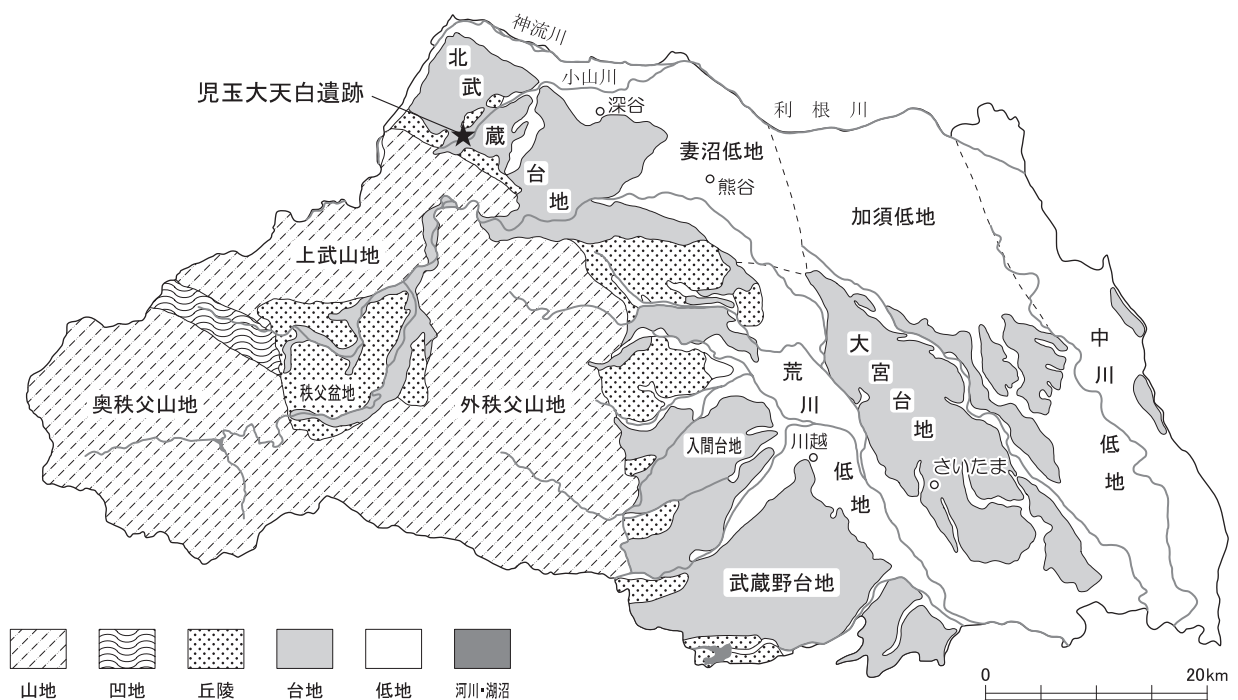 神流川
北武蔵台地
小山川
児玉大天白遺跡
深谷
利根川
妻沼低地
熊谷
加須低地
上武山地
中川低地
大宮台地
荒川低地
秩父盆地
奥秩父山地
外秩父山地
入間台地
川越
さいたま
武蔵野台地
山地
凹地
丘陵
台地
低地
河川・湖沼
0
20km